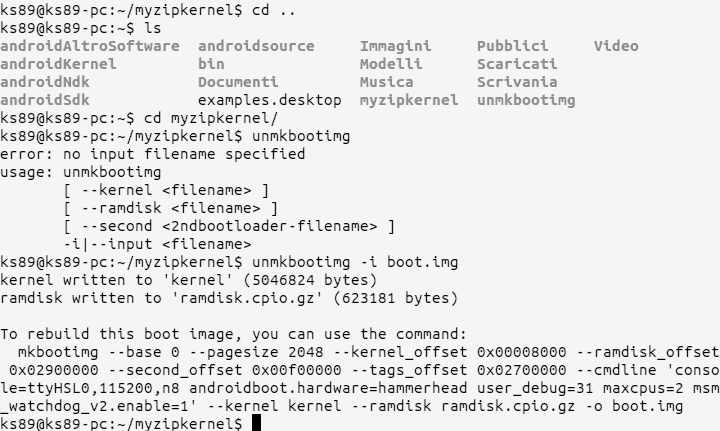 ks89@ks89-pc:~/myzipkernel$ cd ..
ks89@ks89-pc:~$ ls
androidAltroSoftware  androidsource     Immagini     Pubblici    Video
androidKernel         bin               Modelli      Scaricati
androidNdk            Documenti         Musica       Scrivania
androidSdk            examples.desktop  myzipkernel  unmkbootimg
ks89@ks89-pc:~$ cd myzipkernel/
ks89@ks89-pc:~/myzipkernel$ unmkbootimg
error: no input filename specified
usage: unmkbootimg
       [ --kernel <filename> ]
       [ --ramdisk <filename> ]
       [ --second <2ndbootloader-filename> ]
       -i|--input <filename>
ks89@ks89-pc:~/myzipkernel$ unmkbootimg -i boot.img
kernel written to 'kernel' (5046824 bytes)
ramdisk written to 'ramdisk.cpio.gz' (623181 bytes)

To rebuild this boot image, you can use the command:
  mkbootimg --base 0 --pagesize 2048 --kernel_offset 0x00008000 --ramdisk_offset
 0x02900000 --second_offset 0x00f00000 --tags_offset 0x02700000 --cmdline 'conso
le=ttyHSL0,115200,n8 androidboot.hardware=hammerhead user_debug=31 maxcpus=2 msm
_watchdog_v2.enable=1' --kernel kernel --ramdisk ramdisk.cpio.gz -o boot.img
ks89@ks89-pc:~/myzipkernel$